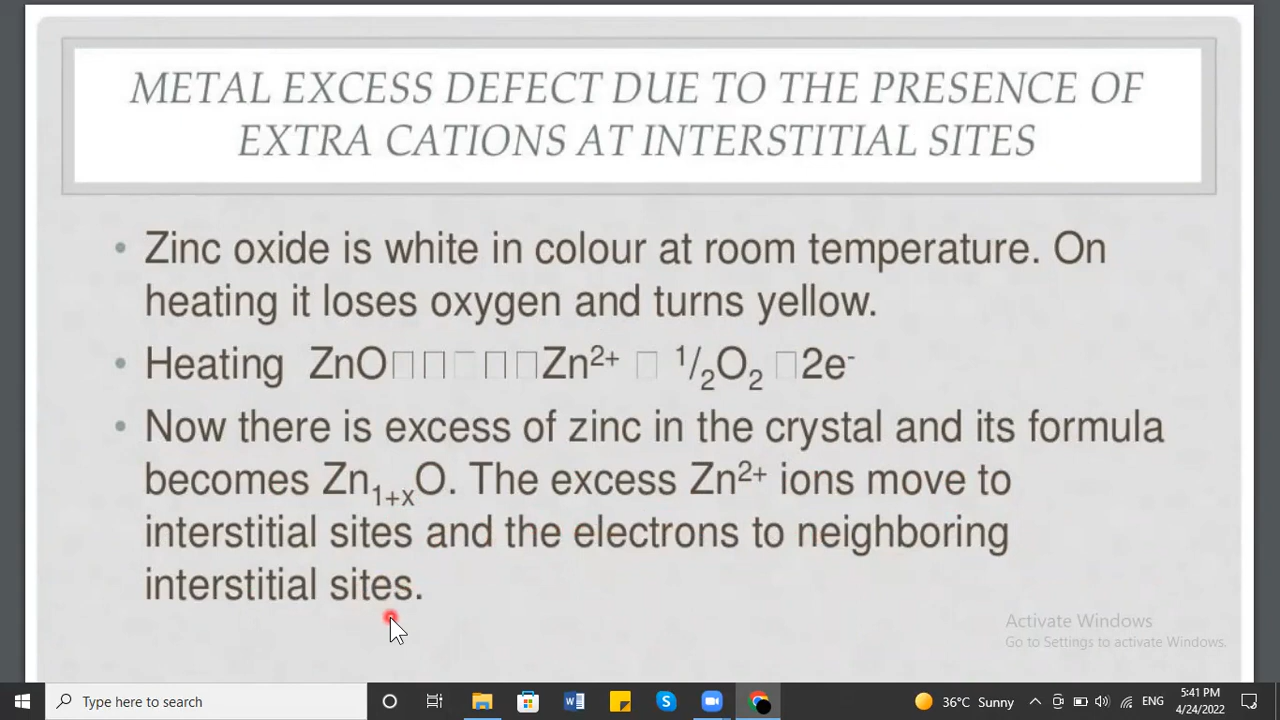 METAL EXCESS DEFECT DUE TO THE PRESENCE OF
EXTRA CATIONS AT INTERSTITIAL SITES
• Zinc oxide is white in colour at room temperature. On
heating it loses oxygen and turns yellow.
• Heating ZnO□□□□□Zn²⁺ □ ¹/₂O₂ □2e⁻
• Now there is excess of zinc in the crystal and its formula
becomes Zn₁₊ₓO. The excess Zn²⁺ ions move to
interstitial sites and the electrons to neighboring
interstitial sites.
Activate Windows
Go to Settings to activate Windows.
Type here to search
36°C Sunny
ENG
5:41 PM
4/24/2022